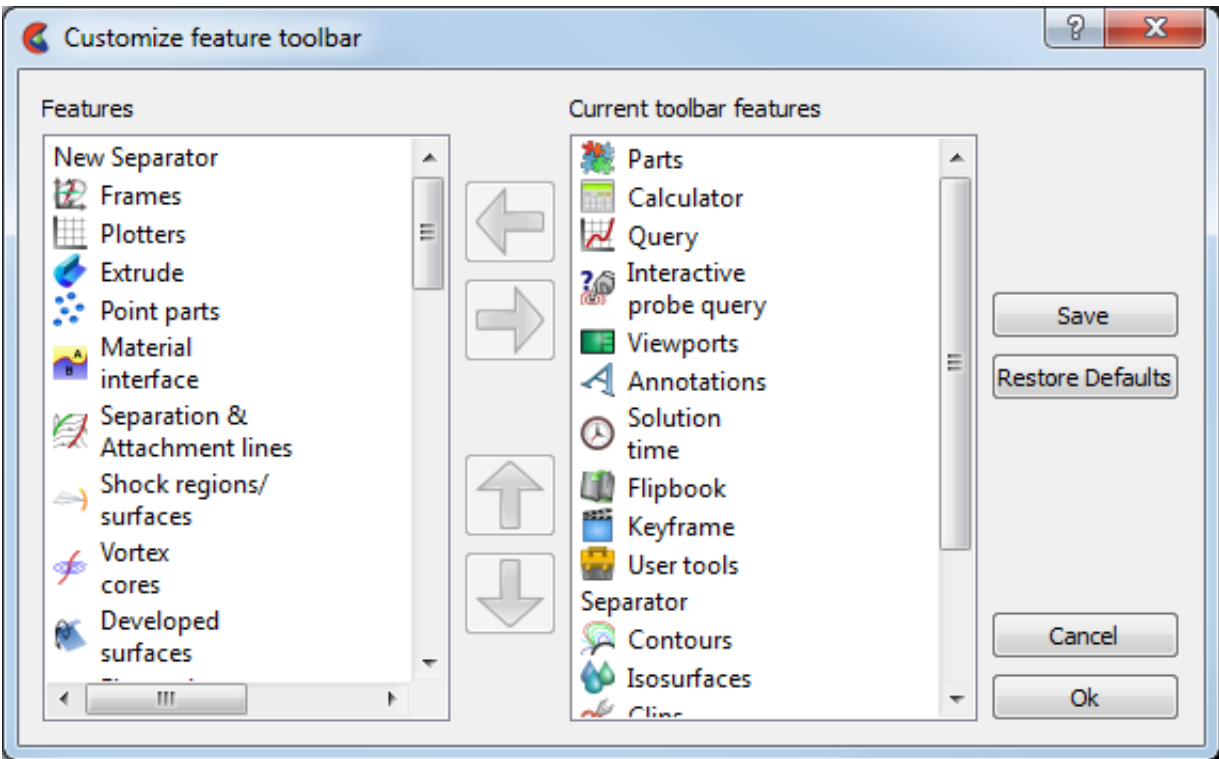 Customize feature toolbar
Features
New Separator
Frames
Plotters
Extrude
Point parts
Material
interface
Separation &
Attachment lines
Shock regions/
surfaces
Vortex
cores
Developed
surfaces
Current toolbar features
Parts
Calculator
Query
Interactive
probe query
Viewports
Annotations
Solution
time
Flipbook
Keyframe
User tools
Separator
Contours
Isosurfaces
Clips
Save
Restore Defaults
Cancel
Ok